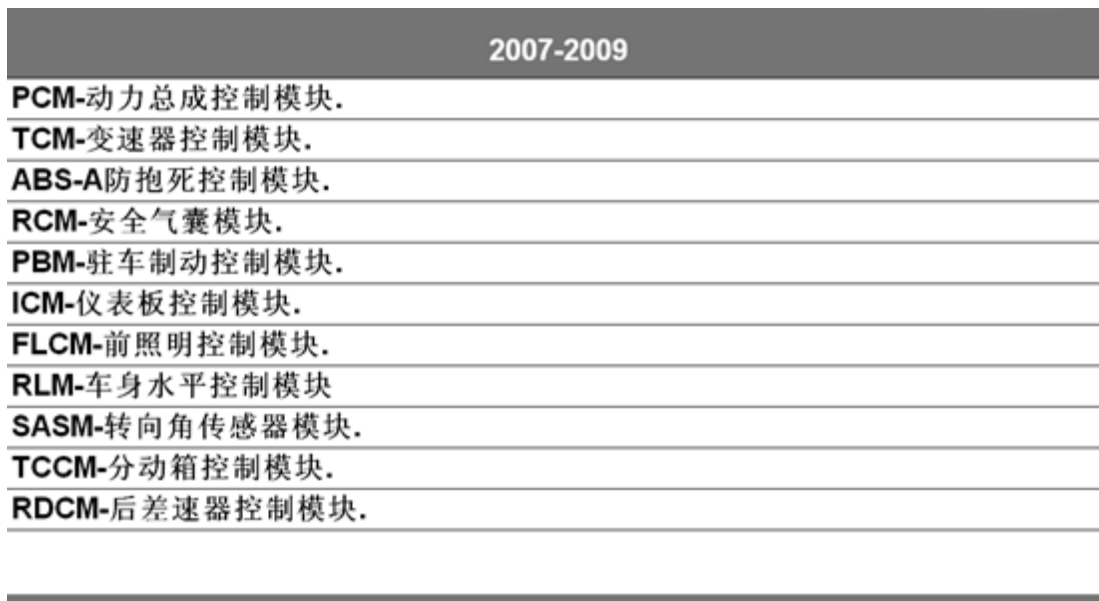 2007-2009
PCM-动力总成控制模块.
TCM-变速器控制模块.
ABS-A防抱死控制模块.
RCM-安全气囊模块.
PBM-驻车制动控制模块.
ICM-仪表板控制模块.
FLCM-前照明控制模块.
RLM-车身水平控制模块
SASM-转向角传感器模块.
TCCM-分动箱控制模块.
RDCM-后差速器控制模块.